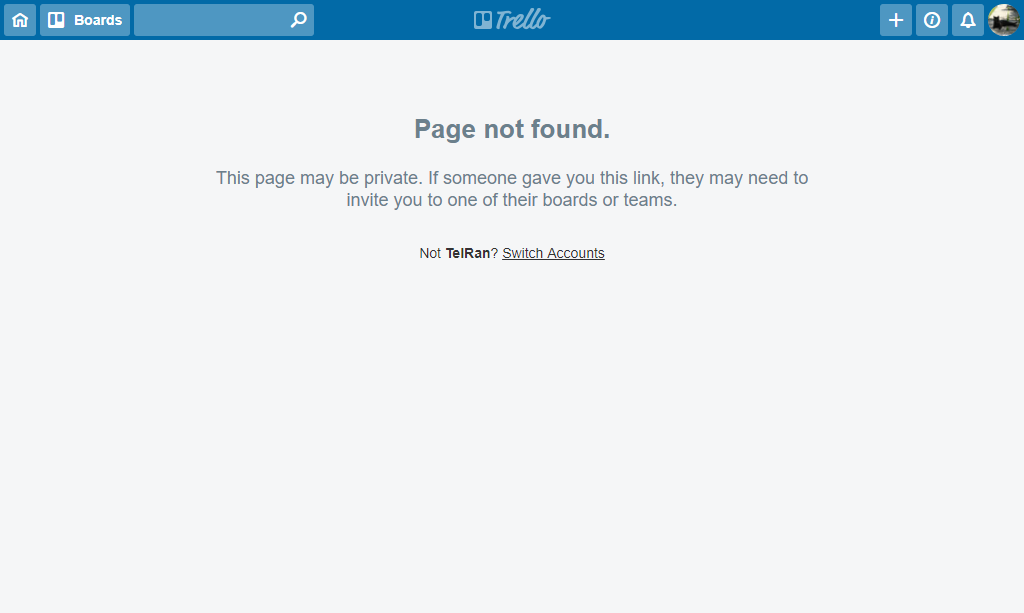 Boards
Trello
Page not found.
This page may be private. If someone gave you this link, they may need to
invite you to one of their boards or teams.
Not TelRan? Switch Accounts